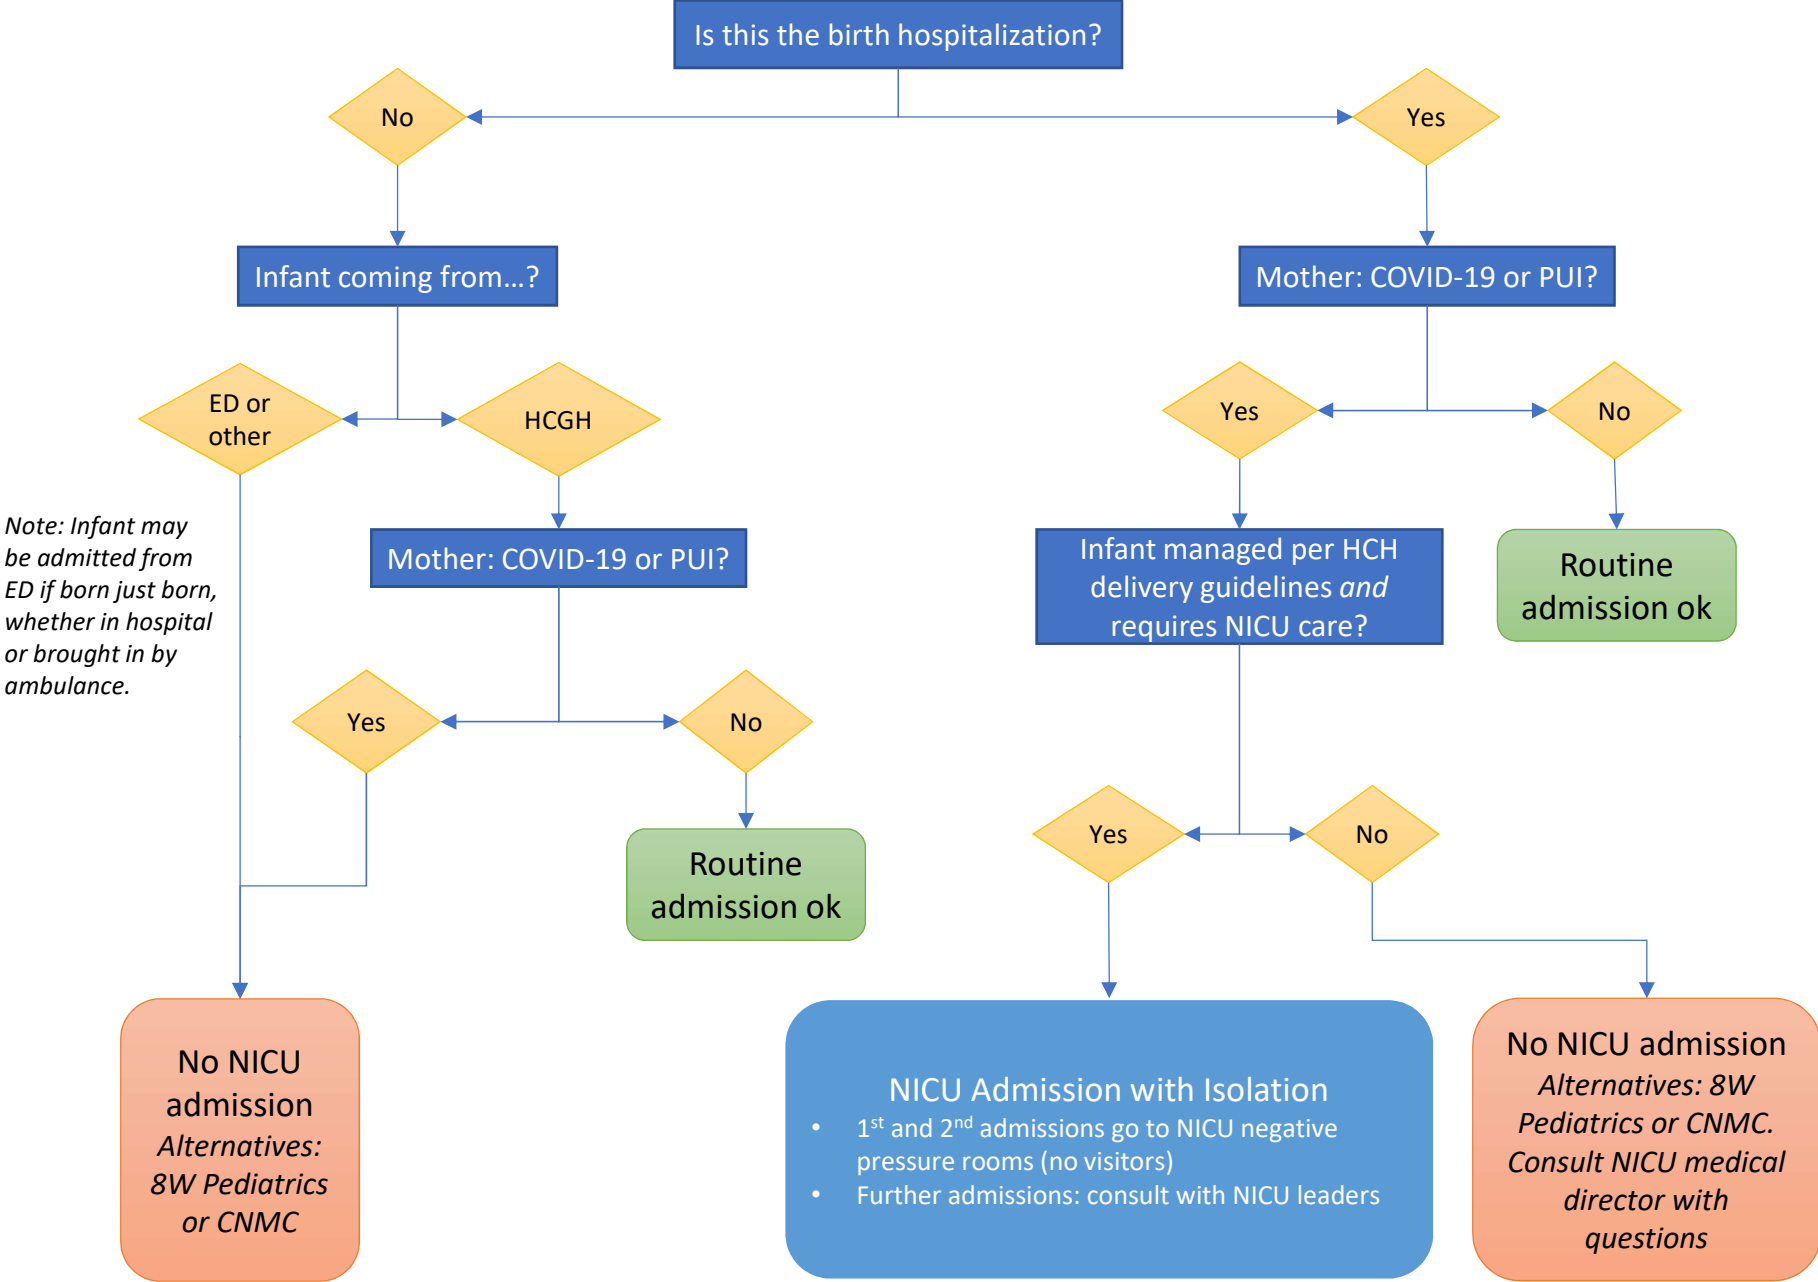 Is this the birth hospitalization?
No
Yes
Infant coming from...?
Mother: COVID-19 or PUI?
ED or
other
HCGH
Yes
No
Note: Infant may
be admitted from
ED if born just born,
whether in hospital
or brought in by
ambulance.
Mother: COVID-19 or PUI?
Infant managed per HCH
delivery guidelines and
requires NICU care?
Routine
admission ok
Yes
No
Routine
admission ok
Yes
No
No NICU
admission
Alternatives:
8W Pediatrics
or CNMC
NICU Admission with Isolation
• 1st and 2nd admissions go to NICU negative
pressure rooms (no visitors)
• Further admissions: consult with NICU leaders
No NICU admission
Alternatives: 8W
Pediatrics or CNMC.
Consult NICU medical
director with
questions